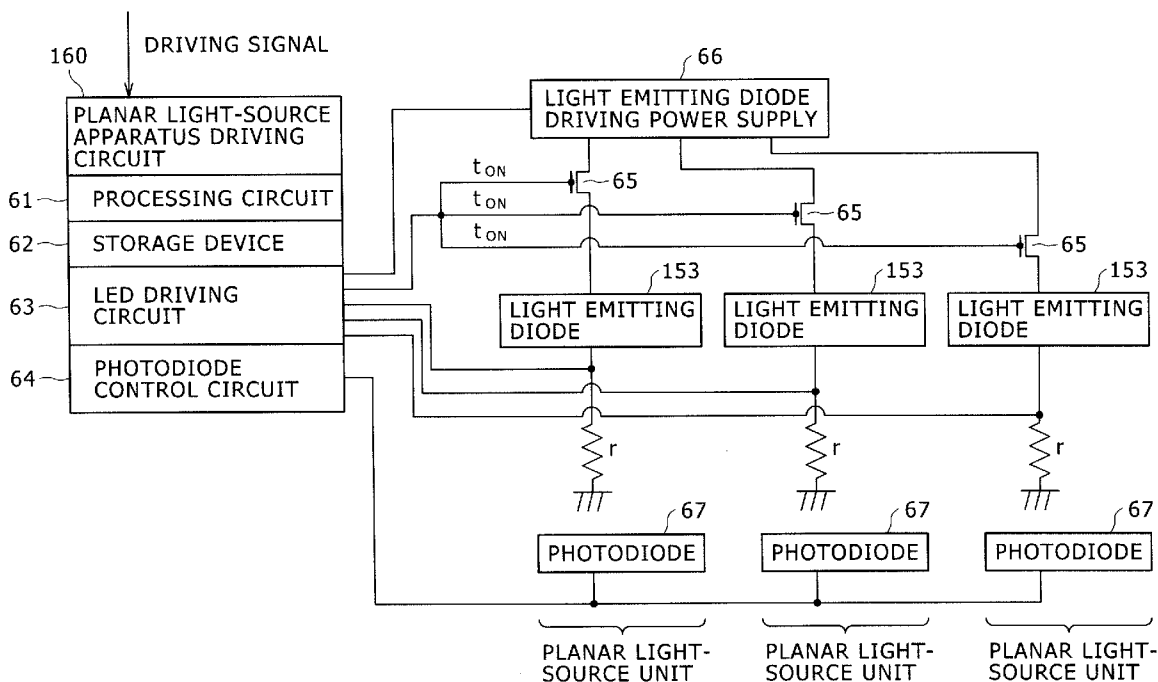 DRIVING SIGNAL
160
66
PLANAR LIGHT-SOURCE
APPARATUS DRIVING
CIRCUIT
LIGHT EMITTING DIODE
DRIVING POWER SUPPLY
61
PROCESSING CIRCUIT
tON
65
62
STORAGE DEVICE
tON
65
tON
65
63
LED DRIVING
CIRCUIT
153
LIGHT EMITTING
DIODE
153
LIGHT EMITTING
DIODE
153
LIGHT EMITTING
DIODE
64
PHOTODIODE
CONTROL CIRCUIT
r
r
r
67
PHOTODIODE
67
PHOTODIODE
67
PHOTODIODE
PLANAR LIGHT-
SOURCE UNIT
PLANAR LIGHT-
SOURCE UNIT
PLANAR LIGHT-
SOURCE UNIT